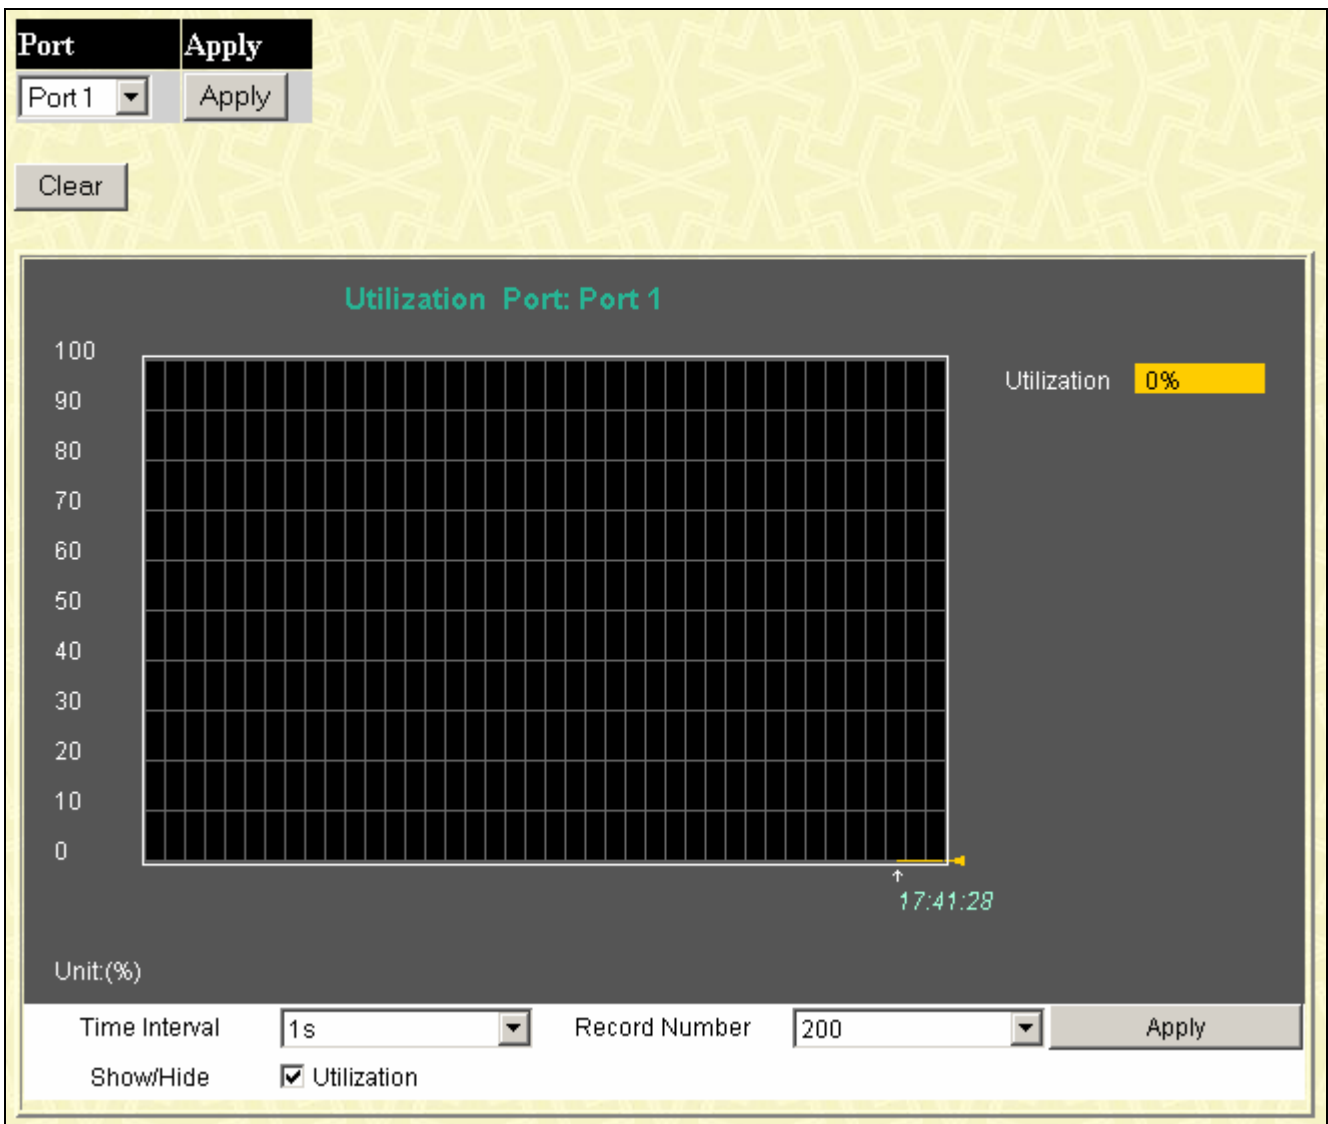 Port Apply
Port 1 Apply
Clear
Utilization Port: Port 1
100
90
80
70
60
50
40
30
20
10
0
Utilization 0%
17:41:28
Unit:(%)
Time Interval 1s Record Number 200 Apply
Show/Hide Utilization